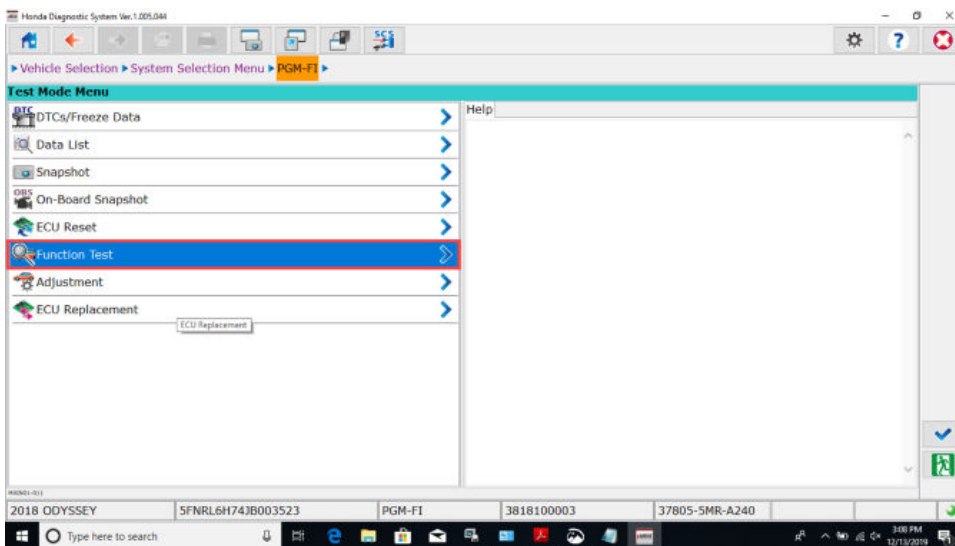 Honda Diagnostic System Ver.1.005.044
SCS
?
Vehicle Selection System Selection Menu PGM-FI
Test Mode Menu
DTC
DTCs/Freeze Data
Help
Data List
Snapshot
OBS
On-Board Snapshot
ECU Reset
Function Test
Adjustment
ECU Replacement
ECU Replacement
2018 ODYSSEY 5FNRL6H74JB003523 PGM-FI 3818100003 37805-5MR-A240
Type here to search
3:08 PM
12/13/2019